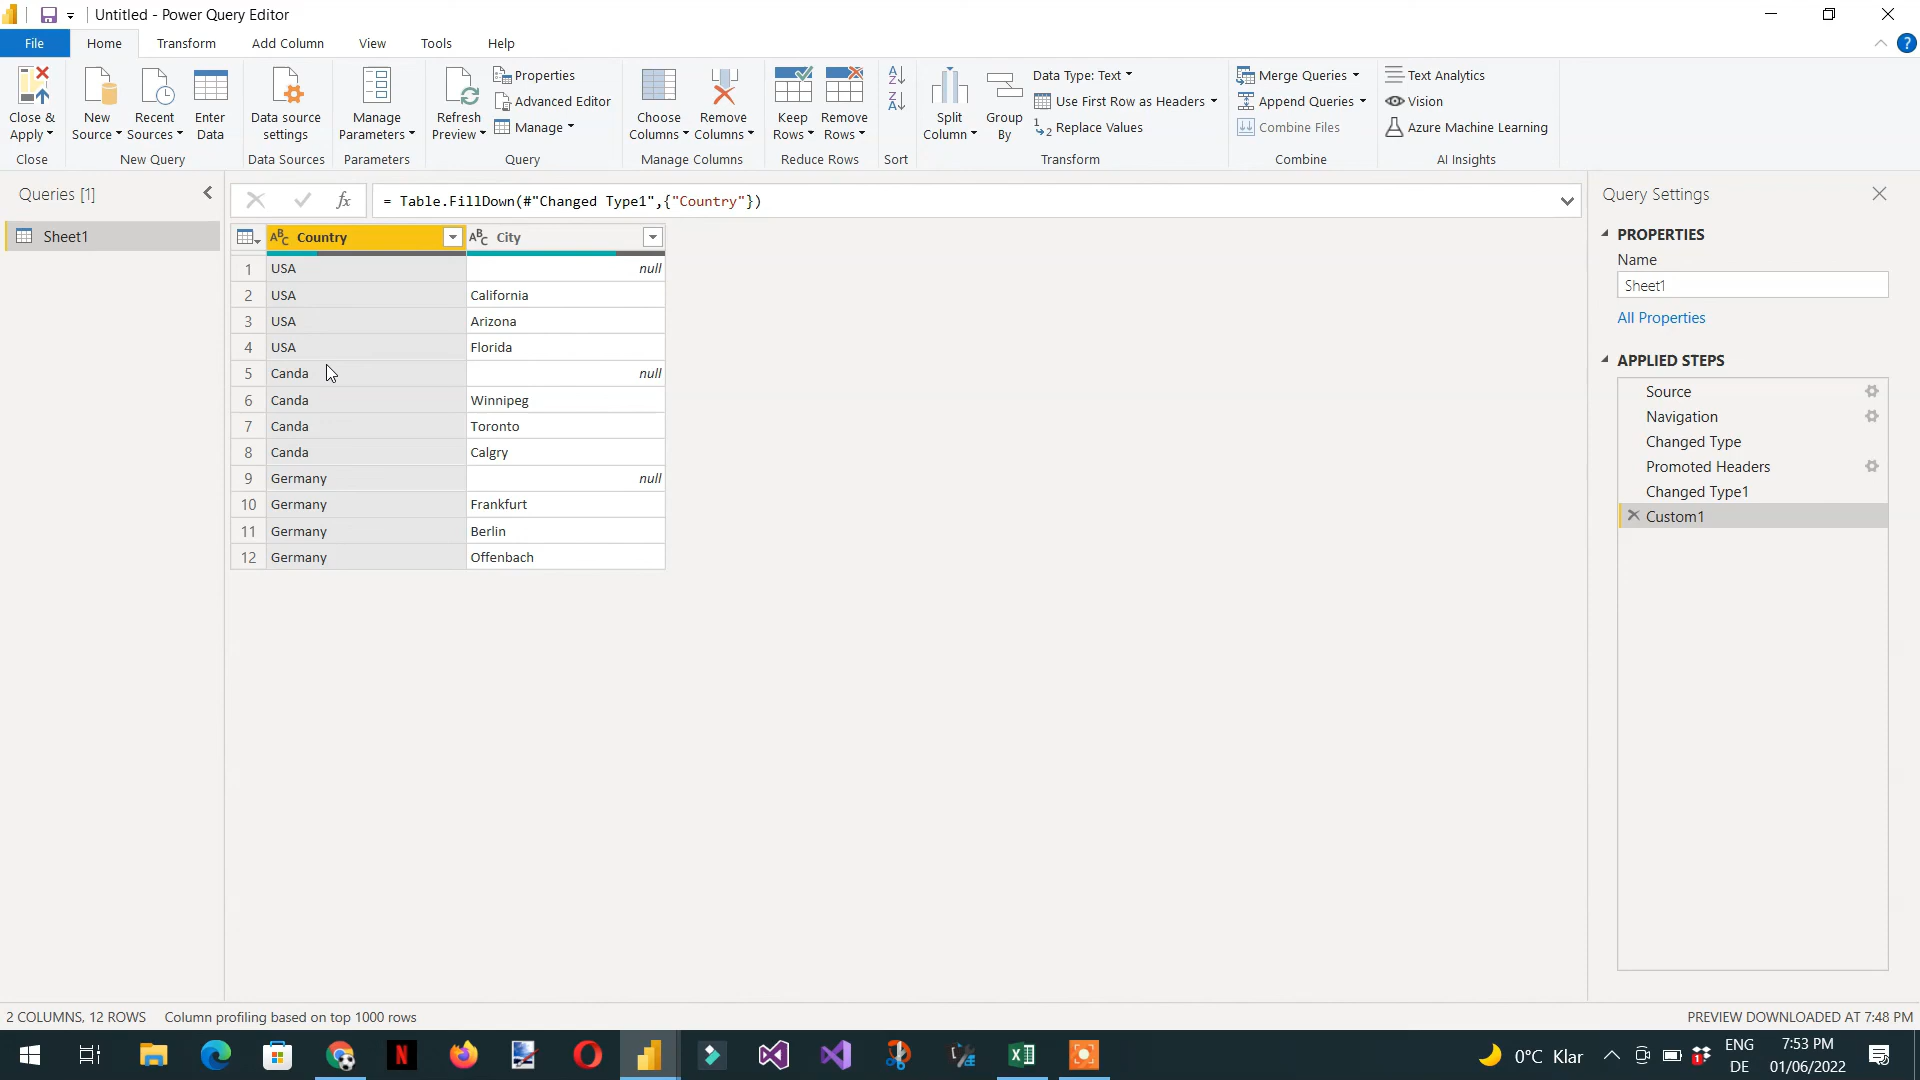 Untitled - Power Query Editor
File Home Transform Add Column View Tools Help
Close & Apply
Close
New Source
Recent Sources
Enter Data
New Query
Data source settings
Data Sources
Manage Parameters
Parameters
Refresh Preview
Properties
Advanced Editor
Manage
Query
Choose Columns
Remove Columns
Manage Columns
Keep Rows
Remove Rows
Reduce Rows
Sort
Split Column
Group By
Data Type: Text
Use First Row as Headers
Replace Values
Transform
Merge Queries
Append Queries
Combine Files
Combine
Text Analytics
Vision
Azure Machine Learning
AI Insights
Queries [1]
Sheet1
= Table.FillDown(#"Changed Type1",{"Country"})
Country City
1 USA null
2 USA California
3 USA Arizona
4 USA Florida
5 Canda null
6 Canda Winnipeg
7 Canda Toronto
8 Canda Calgry
9 Germany null
10 Germany Frankfurt
11 Germany Berlin
12 Germany Offenbach
Query Settings
PROPERTIES
Name
Sheet1
All Properties
APPLIED STEPS
Source
Navigation
Changed Type
Promoted Headers
Changed Type1
Custom1
2 COLUMNS, 12 ROWS Column profiling based on top 1000 rows
PREVIEW DOWNLOADED AT 7:48 PM
0°C Klar
ENG
DE
7:53 PM
01/06/2022